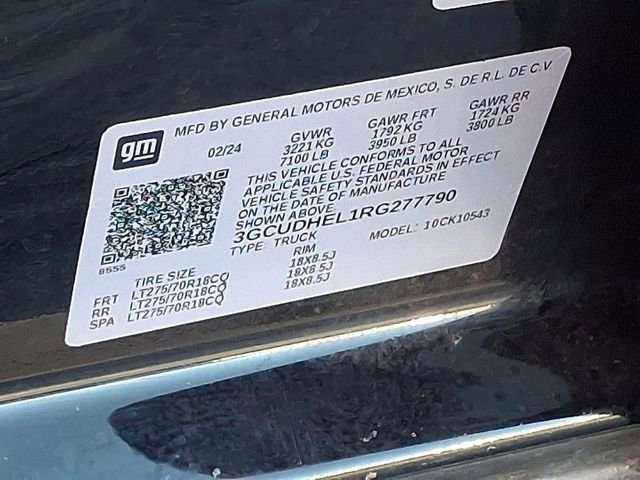 gm
MFD BY GENERAL MOTORS DE MEXICO, S. DE R.L. DE C.V
02/24 GVWR GAWR FRT GAWR RR
3221 KG 1792 KG 1724 KG
7100 LB 3950 LB 3800 LB
THIS VEHICLE CONFORMS TO ALL
APPLICABLE U.S. FEDERAL MOTOR
VEHICLE SAFETY STANDARDS IN EFFECT
ON THE DATE OF MANUFACTURE
SHOWN ABOVE.
3GCUDHEL1RG277790
TYPE: TRUCK MODEL: 10CK10543
8555
TIRE SIZE RIM
FRT LT275/70R18CQ 18X8.5J
RR LT275/70R18CQ 18X8.5J
SPA LT275/70R18CQ 18X8.5J